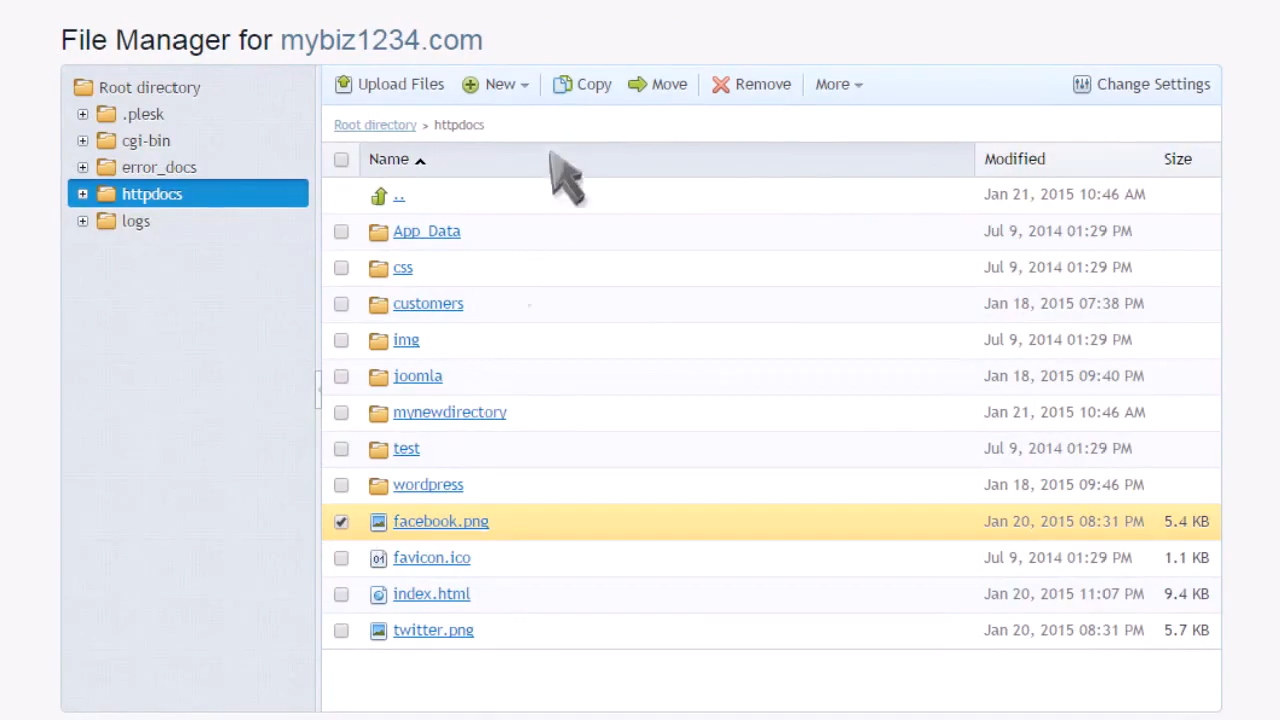 File Manager for mybiz1234.com
Root directory
.plesk
cgi-bin
error_docs
httpdocs
logs
Upload Files New Copy Move Remove More Change Settings
Root directory > httpdocs
Name Modified Size
.. Jan 21, 2015 10:46 AM
App_Data Jul 9, 2014 01:29 PM
css Jul 9, 2014 01:29 PM
customers Jan 18, 2015 07:38 PM
img Jul 9, 2014 01:29 PM
joomla Jan 18, 2015 09:40 PM
mynewdirectory Jan 21, 2015 10:46 AM
test Jul 9, 2014 01:29 PM
wordpress Jan 18, 2015 09:46 PM
facebook.png Jan 20, 2015 08:31 PM 5.4 KB
favicon.ico Jul 9, 2014 01:29 PM 1.1 KB
index.html Jan 20, 2015 11:07 PM 9.4 KB
twitter.png Jan 20, 2015 08:31 PM 5.7 KB